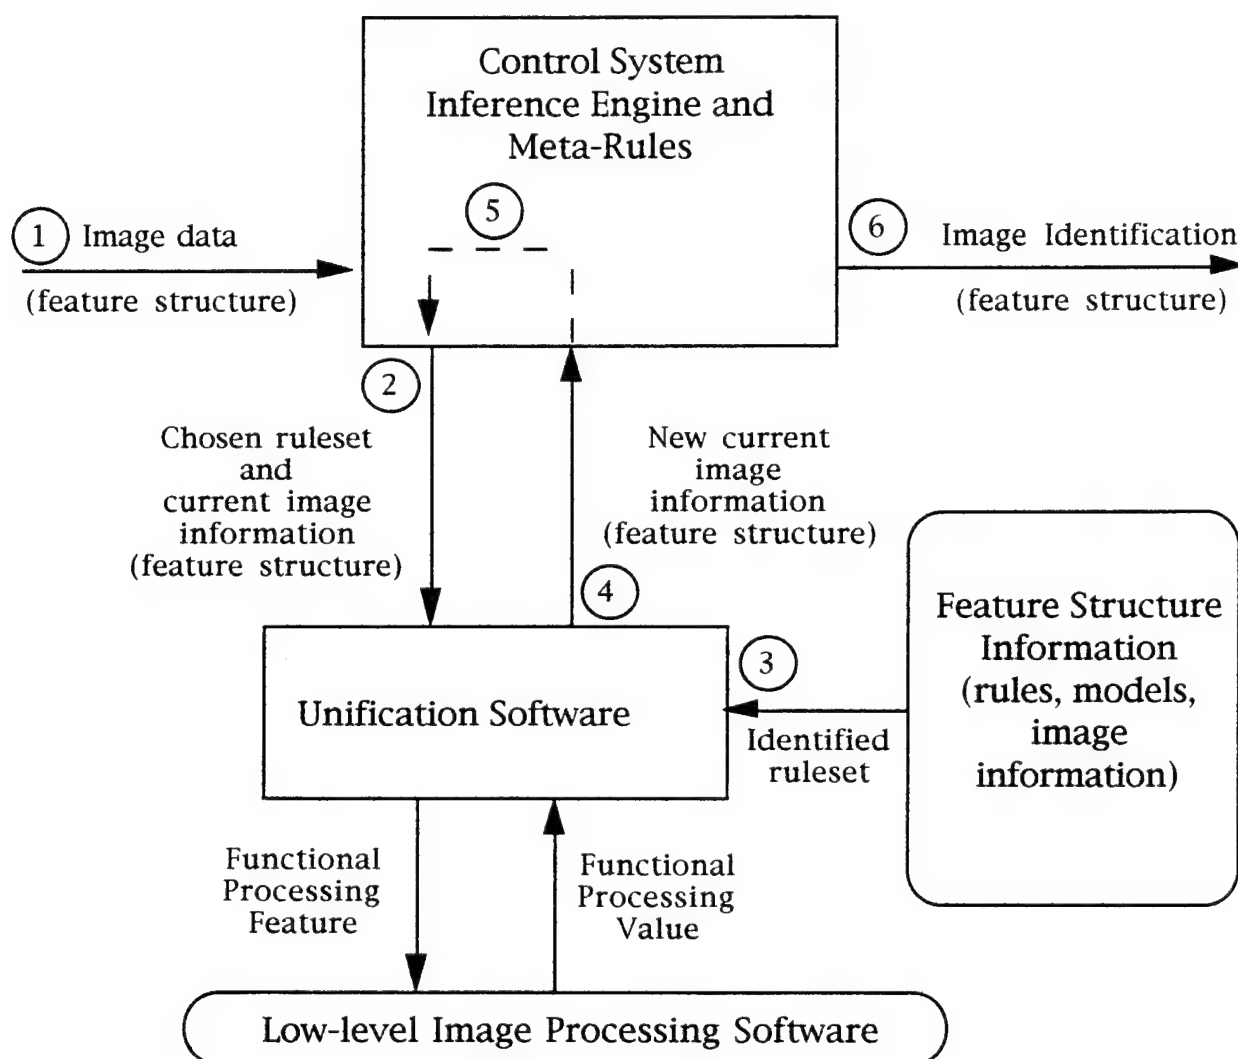 Control System
Inference Engine and
Meta-Rules
5
1 Image data
(feature structure)
6 Image Identification
(feature structure)
2
Chosen ruleset
and
current image
information
(feature structure)
New current
image
information
(feature structure)
4
3
Feature Structure
Information
(rules, models,
image
information)
Unification Software
Identified
ruleset
Functional
Processing
Feature
Functional
Processing
Value
Low-level Image Processing Software